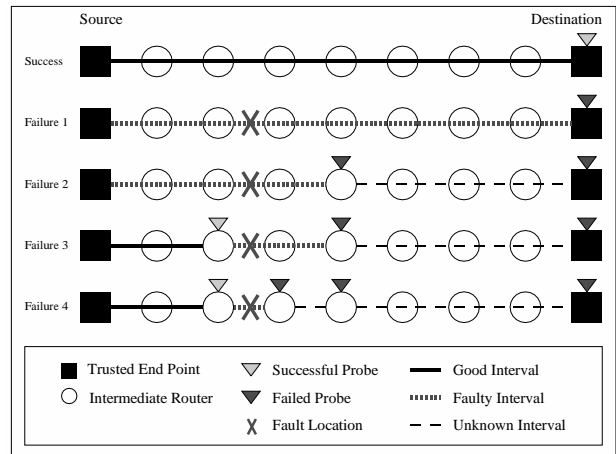 Source Destination
Success
Failure 1
Failure 2
Failure 3
Failure 4
Trusted End Point Successful Probe Good Interval
Intermediate Router Failed Probe Faulty Interval
Fault Location Unknown Interval